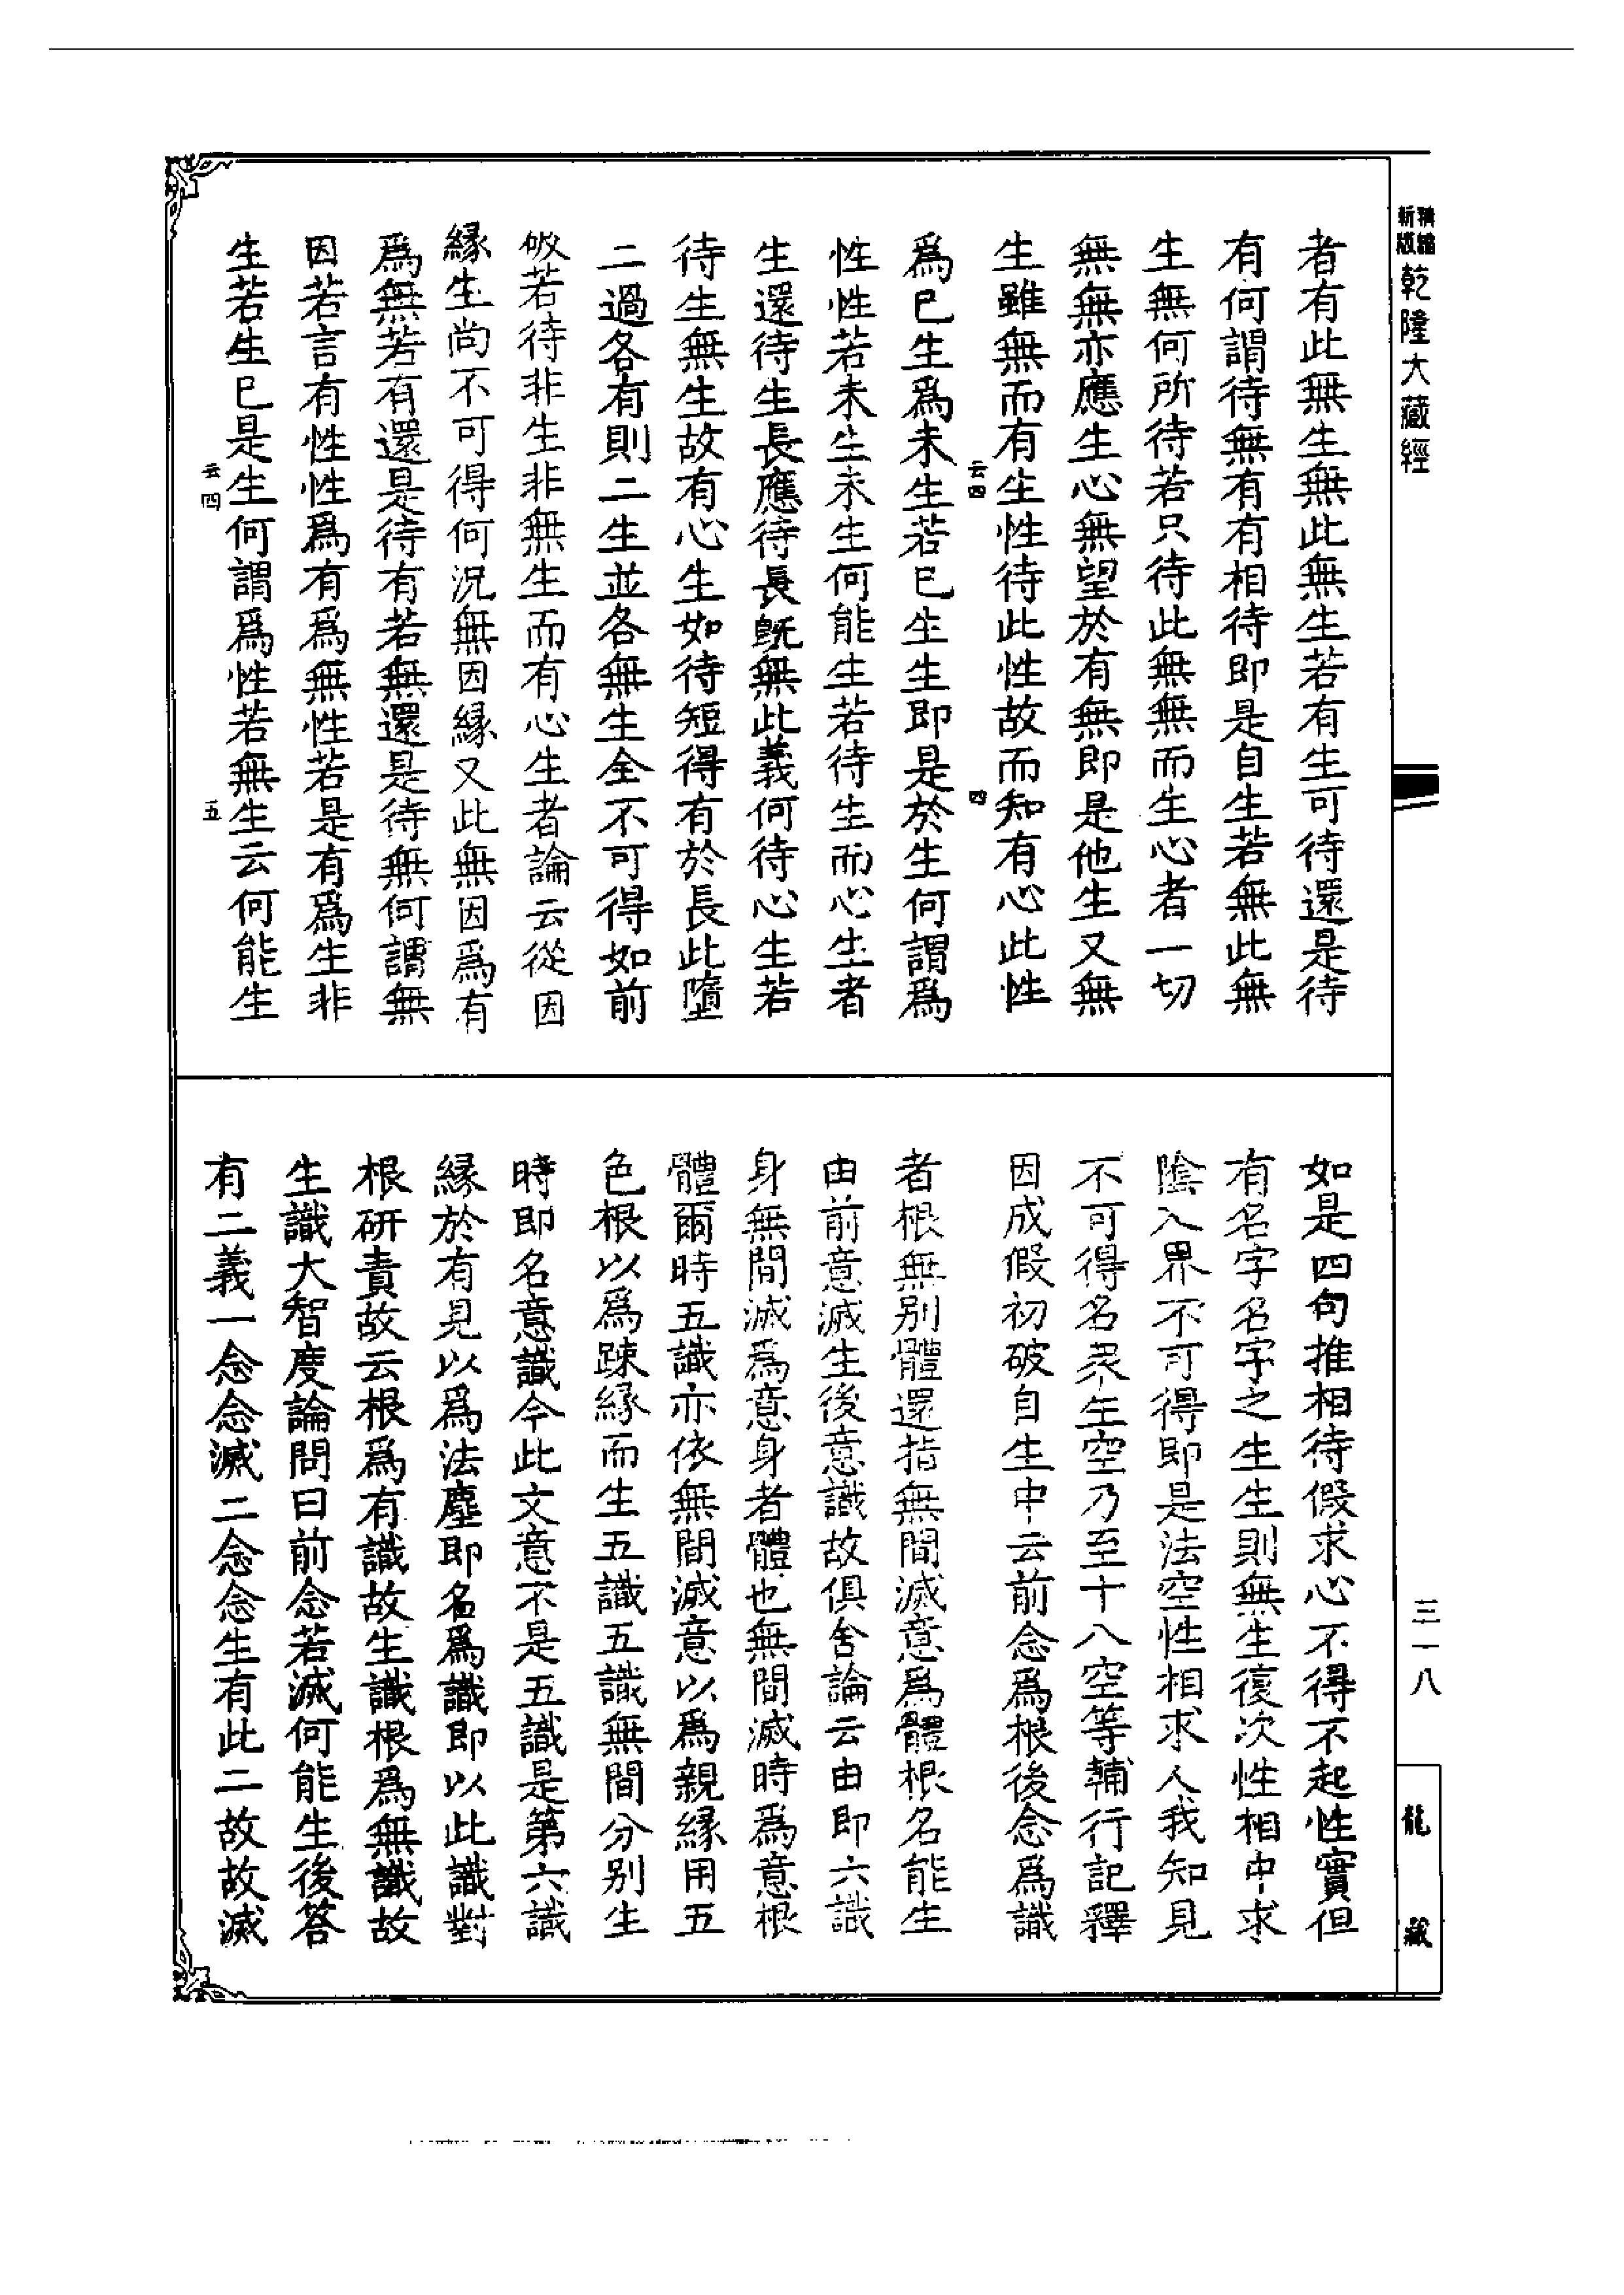 精縮新版乾隆大藏經
者有此無生無此無生若有生可待還是待
有何謂待無有有相待即是自生若無此無
生無何所待若只待此無無而生心者一切
無無亦應生心無望於有無即是他生又無
生雖無而有生性待此性故而知有心此性
云四
四
為已生為未生若已生生即是於生何謂為
性性若未生未生何能生若待生而心生者
生還待生長應待長既無此義何待心生若
待生無生故有心生如待短得有於長此墮
二過各有則二生並各無生全不可得如前
破若待非生非無生而有心生者論云從因
緣生尚不可得何況無因緣又此無因為有
為無若有還是待有若無還是待無何謂無
因若言有性性為有為無性若是有為生非
生若生已是生何謂為性若無生云何能生
云四
五
如是四句推相待假求心不得不起性實但
有名字名字之生生則無生復次性相中求
陰入界不可得即是法空性相求人我知見
不可得名眾生空乃至十八空等輔行記釋
因成假初破自生中云前念為根後念為識
者根無別體還指無間滅意為體根名能生
由前意滅生後意識故俱舍論云由即六識
身無間滅為意身者體也無間滅時為意根
體爾時五識亦依無間滅意以為親緣用五
色根以為疎緣而生五識五識無間分別生
時即名意識今此文意不是五識是第六識
緣於有見以為法塵即名為識即以此識對
根研責故云根為有識故生識根為無識故
生識大智度論問曰前念若滅何能生後答
有二義一念念滅二念念生有此二故故滅
三一八
龍藏